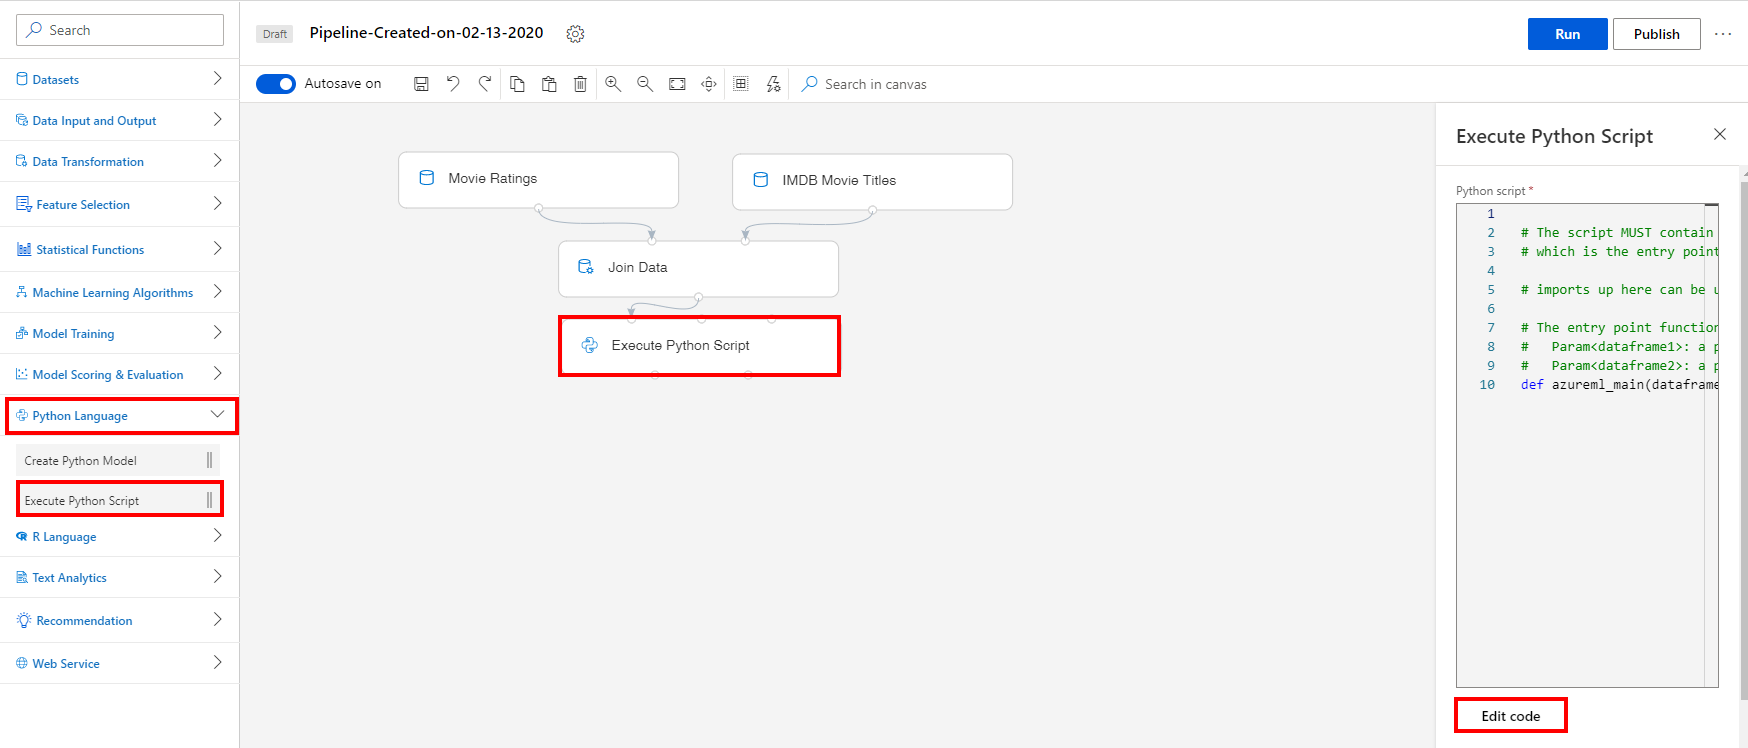 Search
Datasets
Data Input and Output
Data Transformation
Feature Selection
Statistical Functions
Machine Learning Algorithms
Model Training
Model Scoring & Evaluation
Python Language
Create Python Model
Execute Python Script
R Language
Text Analytics
Recommendation
Web Service
Draft Pipeline-Created-on-02-13-2020
Run Publish ...
Autosave on
Search in canvas
Movie Ratings
IMDB Movie Titles
Join Data
Execute Python Script
Execute Python Script
Python script *
1
2 # The script MUST contain
3 # which is the entry point
4
5 # imports up here can be u
6
7 # The entry point function
8 #   Param<dataframe1>: a p
9 #   Param<dataframe2>: a p
10 def azureml_main(dataframe
Edit code